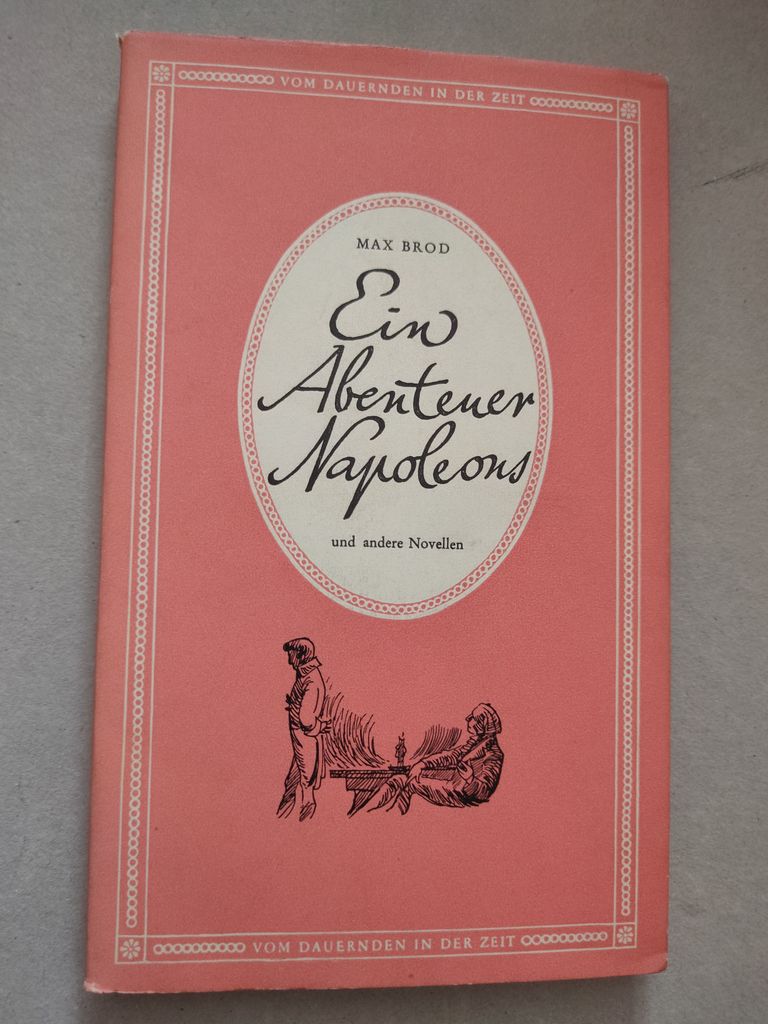 VOM DAUERNDEN IN DER ZEIT
MAX BROD
Ein
Abenteuer
Napoleons
und andere Novellen
VOM DAUERNDEN IN DER ZEIT